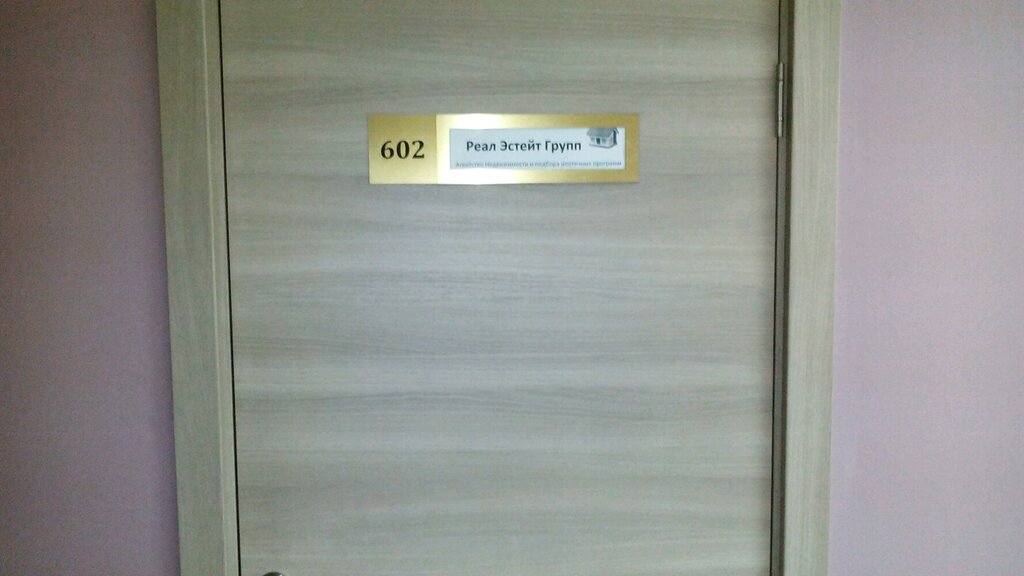 602
Реал Эстейт Групп
Агентство Недвижимости и подбора ипотечных программ